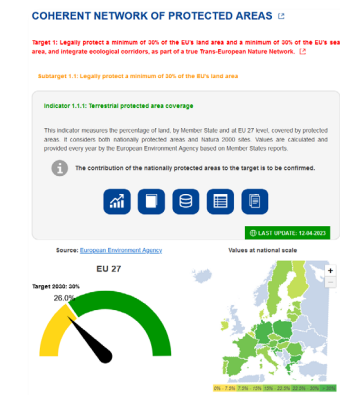 COHERENT NETWORK OF PROTECTED AREAS
Target 1: Legally protect a minimum of 30% of the EU's land area and a minimum of 30% of the EU's sea
area, and integrate ecological corridors, as part of a true Trans-European Nature Network.
Subtarget 1.1: Legally protect a minimum of 30% of the EU's land area
Indicator 1.1.1: Terrestrial protected area coverage
This indicator measures the percentage of land, by Member State and at EU 27 level, covered by protected
areas. It considers both nationally protected areas and Natura 2000 sites. Values are calculated and
provided every year by the European Environment Agency based on Member States reports.
The contribution of the nationally protected areas to the target is to be confirmed.
LAST UPDATE: 12-04-2023
Source: European Environment Agency
Values at national scale
EU 27
Target 2030: 30%
26.0%
+
−